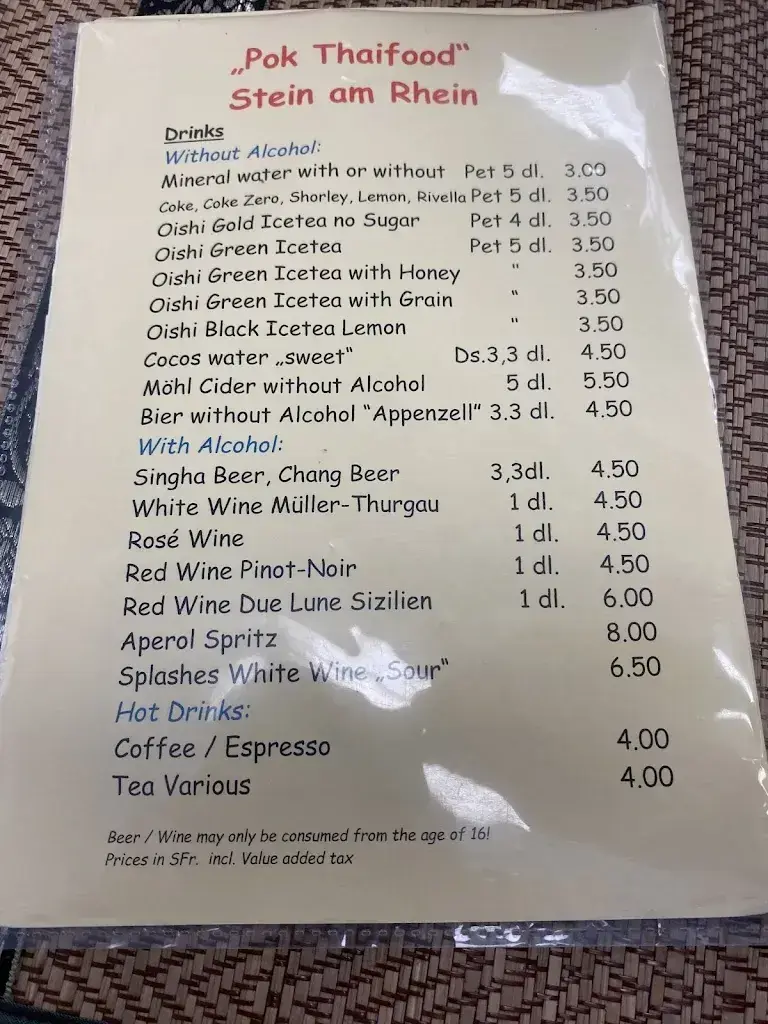 „Pok Thaifood“
Stein am Rhein
Drinks
Without Alcohol:
Mineral water with or without Pet 5 dl. 3.00
Coke, Coke Zero, Shorley, Lemon, Rivella Pet 5 dl. 3.50
Oishi Gold Icetea no Sugar Pet 4 dl. 3.50
Oishi Green Icetea Pet 5 dl. 3.50
Oishi Green Icetea with Honey " 3.50
Oishi Green Icetea with Grain " 3.50
Oishi Black Icetea Lemon " 3.50
Cocos water „sweet“ Ds.3,3 dl. 4.50
Möhl Cider without Alcohol 5 dl. 5.50
Bier without Alcohol “Appenzell” 3.3 dl. 4.50
With Alcohol:
Singha Beer, Chang Beer 3,3dl. 4.50
White Wine Müller-Thurgau 1 dl. 4.50
Rosé Wine 1 dl. 4.50
Red Wine Pinot-Noir 1 dl. 4.50
Red Wine Due Lune Sizilien 1 dl. 6.00
Aperol Spritz 8.00
Splashes White Wine „Sour“ 6.50
Hot Drinks:
Coffee / Espresso 4.00
Tea Various 4.00
Beer / Wine may only be consumed from the age of 16!
Prices in SFr. incl. Value added tax